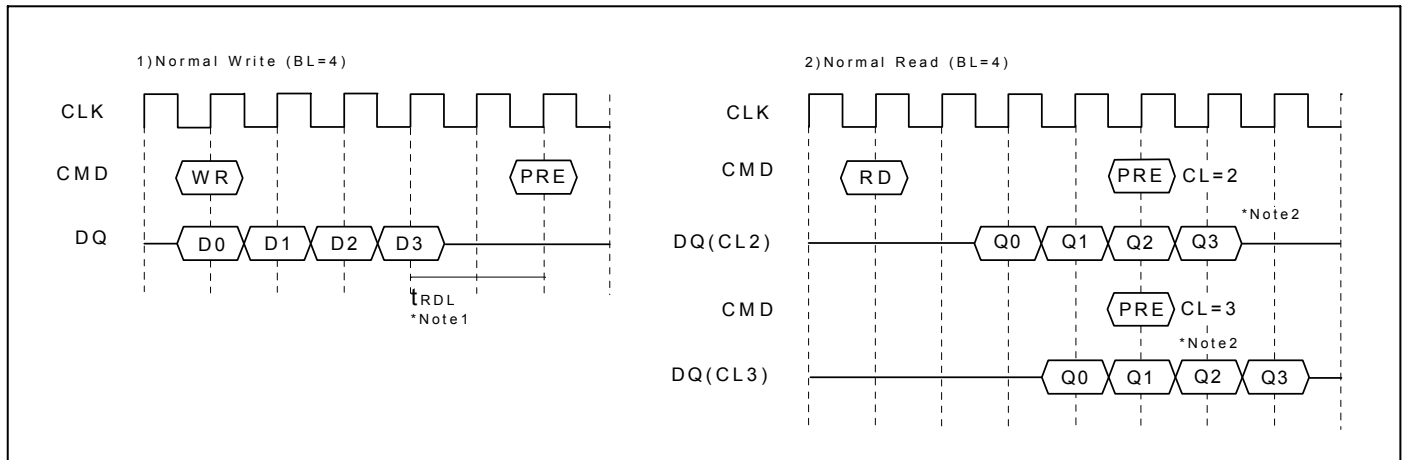 1)Normal Write (BL=4)
CLK
CMD
WR
PRE
DQ
D0
D1
D2
D3
tRDL
*Note1
2)Normal Read (BL=4)
CLK
CMD
RD
PRE
CL=2
*Note2
DQ(CL2)
Q0
Q1
Q2
Q3
CMD
PRE
CL=3
*Note2
DQ(CL3)
Q0
Q1
Q2
Q3